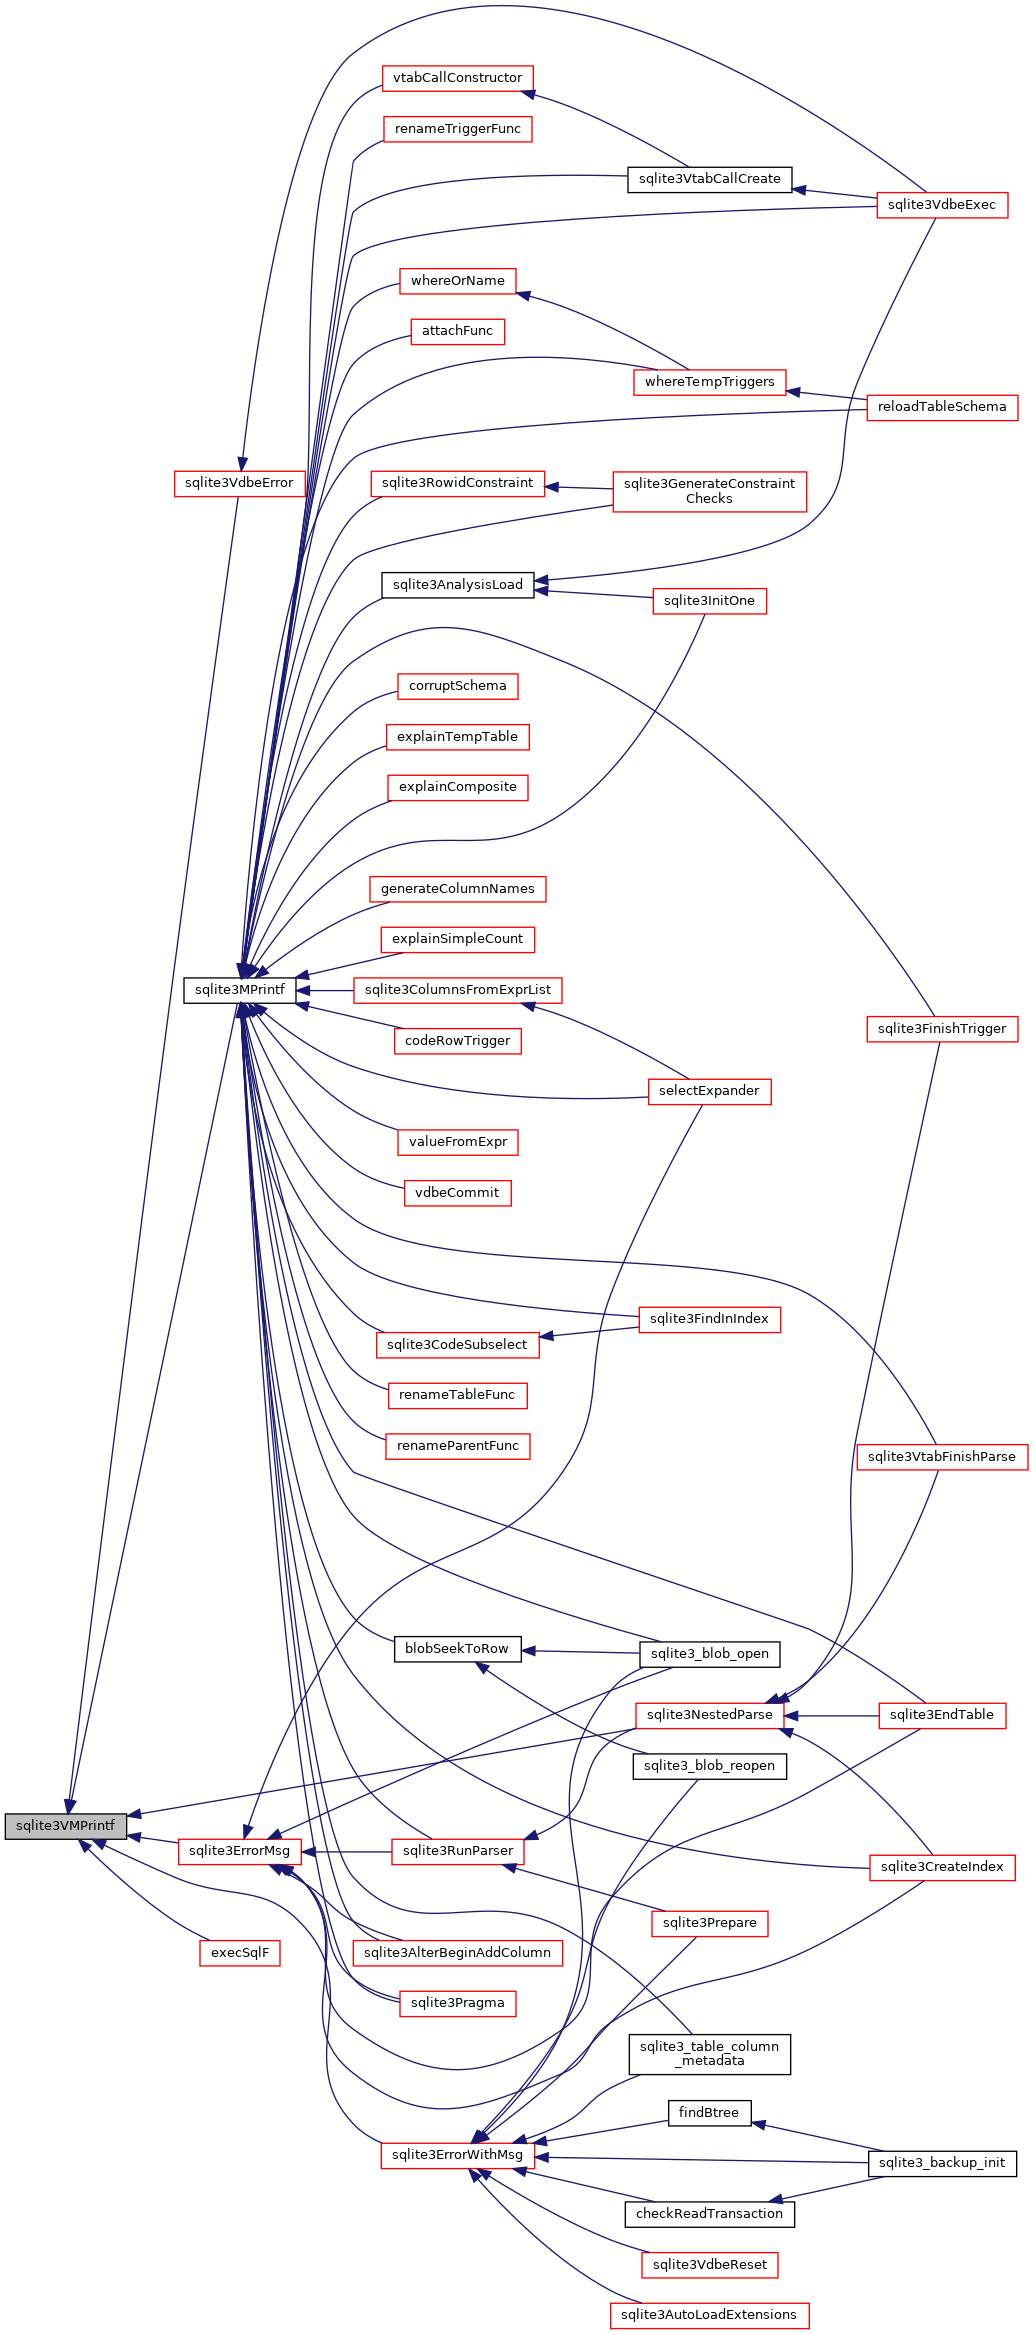 vtabCallConstructor
renameTriggerFunc
sqlite3VtabCallCreate
sqlite3VdbeExec
whereOrName
attachFunc
whereTempTriggers
reloadTableSchema
sqlite3VdbeError
sqlite3RowidConstraint
sqlite3GenerateConstraint
Checks
sqlite3AnalysisLoad
sqlite3InitOne
corruptSchema
explainTempTable
explainComposite
generateColumnNames
explainSimpleCount
sqlite3MPrintf
sqlite3ColumnsFromExprList
sqlite3FinishTrigger
codeRowTrigger
selectExpander
valueFromExpr
vdbeCommit
sqlite3FindInIndex
sqlite3CodeSubselect
renameTableFunc
renameParentFunc
sqlite3VtabFinishParse
blobSeekToRow
sqlite3_blob_open
sqlite3NestedParse
sqlite3EndTable
sqlite3_blob_reopen
sqlite3VMPrintf
sqlite3ErrorMsg
sqlite3RunParser
sqlite3CreateIndex
sqlite3Prepare
execSqlF
sqlite3AlterBeginAddColumn
sqlite3Pragma
sqlite3_table_column
_metadata
findBtree
sqlite3ErrorWithMsg
sqlite3_backup_init
checkReadTransaction
sqlite3VdbeReset
sqlite3AutoLoadExtensions